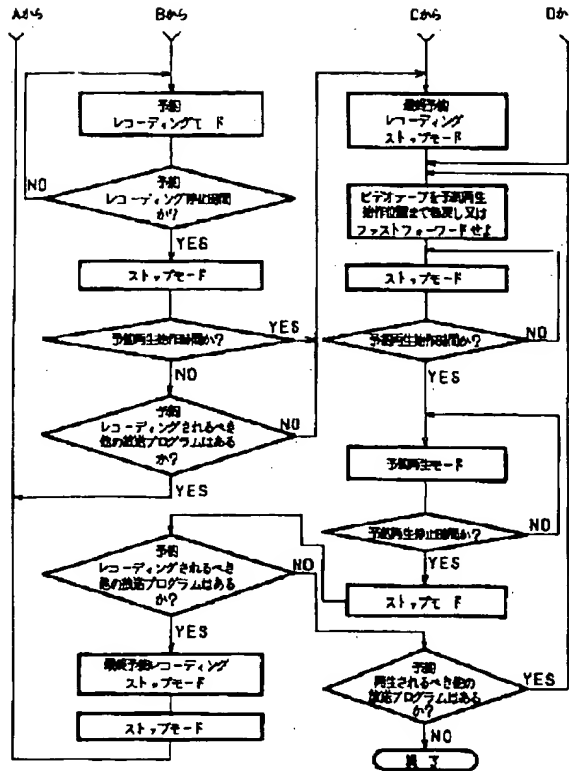 Aから
Bから
Cから
Dか
予約
レコーディングモード
予約
レコーディング停止時間
か?
NO
YES
ストップモード
予約再生始作時間か?
YES
NO
予約
レコーディングされるべき
他の放送プログラムはある
か?
NO
YES
予約
レコーディングされるべき
他の放送プログラムはある
か?
NO
YES
最終予約レコーディング
ストップモード
ストップモード
最終予約
レコーディング
ストップモード
ビデオテープを予約再生
始作位置まで巻戻し又は
ファストフォーワードせよ
ストップモード
予約再生始作時間か?
NO
YES
予約再生モード
予約再生停止時間か?
NO
YES
ストップモード
予約
再生されるべき他の
放送プログラムはある
か?
YES
NO
終了